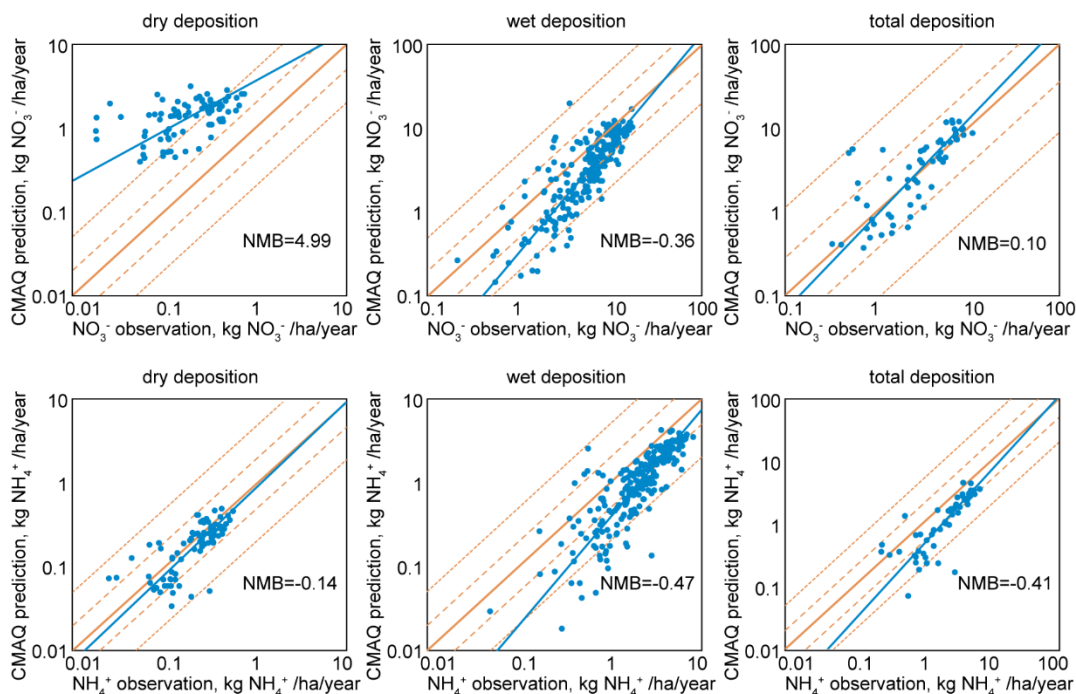 dry deposition
wet deposition
total deposition
CMAQ prediction, kg NO₃⁻ /ha/year
10
1
0.1
0.01
NMB=4.99
0.01
0.1
1
10
NO₃⁻ observation, kg NO₃⁻ /ha/year
CMAQ prediction, kg NO₃⁻ /ha/year
100
10
1
0.1
NMB=-0.36
1
10
100
NO₃⁻ observation, kg NO₃⁻ /ha/year
CMAQ prediction, kg NO₃⁻ /ha/year
100
10
1
0.1
NMB=0.10
1
10
100
NO₃⁻ observation, kg NO₃⁻ /ha/year
dry deposition
wet deposition
total deposition
CMAQ prediction, kg NH₄⁺ /ha/year
10
1
0.1
0.01
NMB=-0.14
0.01
0.1
1
10
NH₄⁺ observation, kg NH₄⁺ /ha/year
CMAQ prediction, kg NH₄⁺ /ha/year
10
1
0.1
0.01
NMB=-0.47
0.1
1
10
NH₄⁺ observation, kg NH₄⁺ /ha/year
CMAQ prediction, kg NH₄⁺ /ha/year
100
10
1
0.1
0.01
NMB=-0.41
0.1
1
10
100
NH₄⁺ observation, kg NH₄⁺ /ha/year